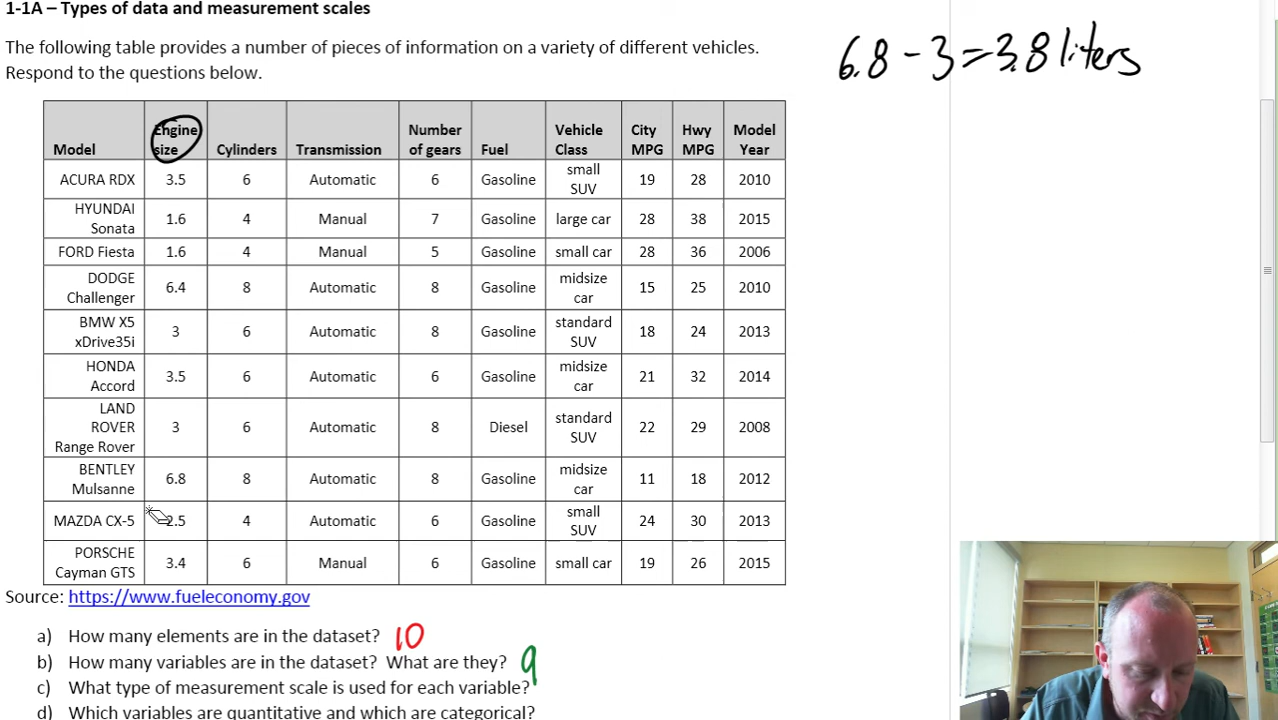 1-1A – Types of data and measurement scales
The following table provides a number of pieces of information on a variety of different vehicles.
Respond to the questions below.
6.8 - 3 = 3.8 liters
Model Engine size Cylinders Transmission Number of gears Fuel Vehicle Class City MPG Hwy MPG Model Year
ACURA RDX 3.5 6 Automatic 6 Gasoline small SUV 19 28 2010
HYUNDAI Sonata 1.6 4 Manual 7 Gasoline large car 28 38 2015
FORD Fiesta 1.6 4 Manual 5 Gasoline small car 28 36 2006
DODGE Challenger 6.4 8 Automatic 8 Gasoline midsize car 15 25 2010
BMW X5 xDrive35i 3 6 Automatic 8 Gasoline standard SUV 18 24 2013
HONDA Accord 3.5 6 Automatic 6 Gasoline midsize car 21 32 2014
LAND ROVER Range Rover 3 6 Automatic 8 Diesel standard SUV 22 29 2008
BENTLEY Mulsanne 6.8 8 Automatic 8 Gasoline midsize car 11 18 2012
MAZDA CX-5 2.5 4 Automatic 6 Gasoline small SUV 24 30 2013
PORSCHE Cayman GTS 3.4 6 Manual 6 Gasoline small car 19 26 2015
Source: https://www.fueleconomy.gov
a) How many elements are in the dataset? 10
b) How many variables are in the dataset? What are they? 9
c) What type of measurement scale is used for each variable?
d) Which variables are quantitative and which are categorical?